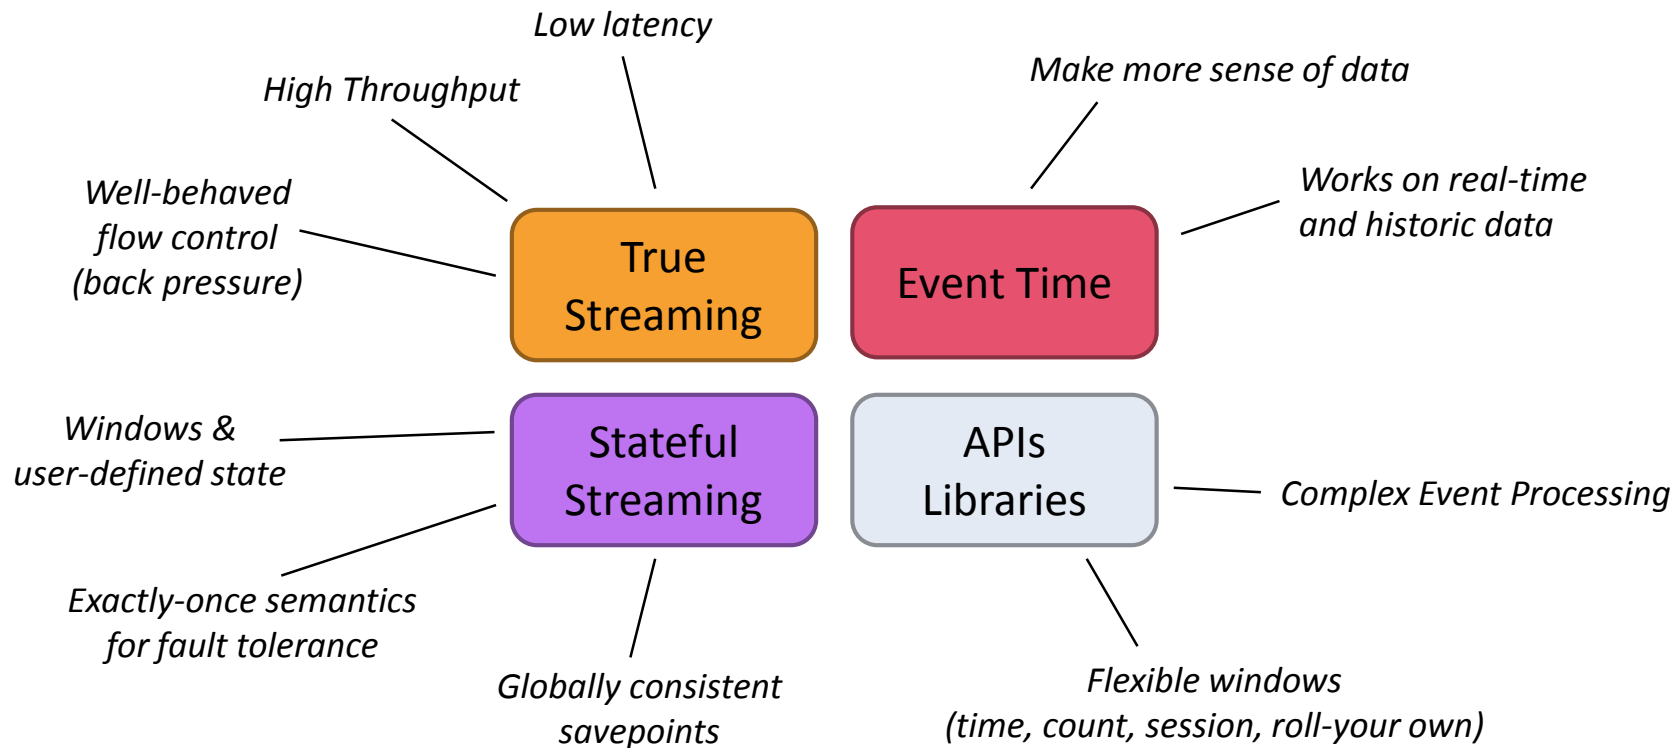 Low latency
High Throughput
Make more sense of data
Well-behaved
flow control
(back pressure)
Works on real-time
and historic data
True
Streaming
Event Time
Windows &
user-defined state
Stateful
Streaming
APIs
Libraries
Complex Event Processing
Exactly-once semantics
for fault tolerance
Globally consistent
savepoints
Flexible windows
(time, count, session, roll-your own)